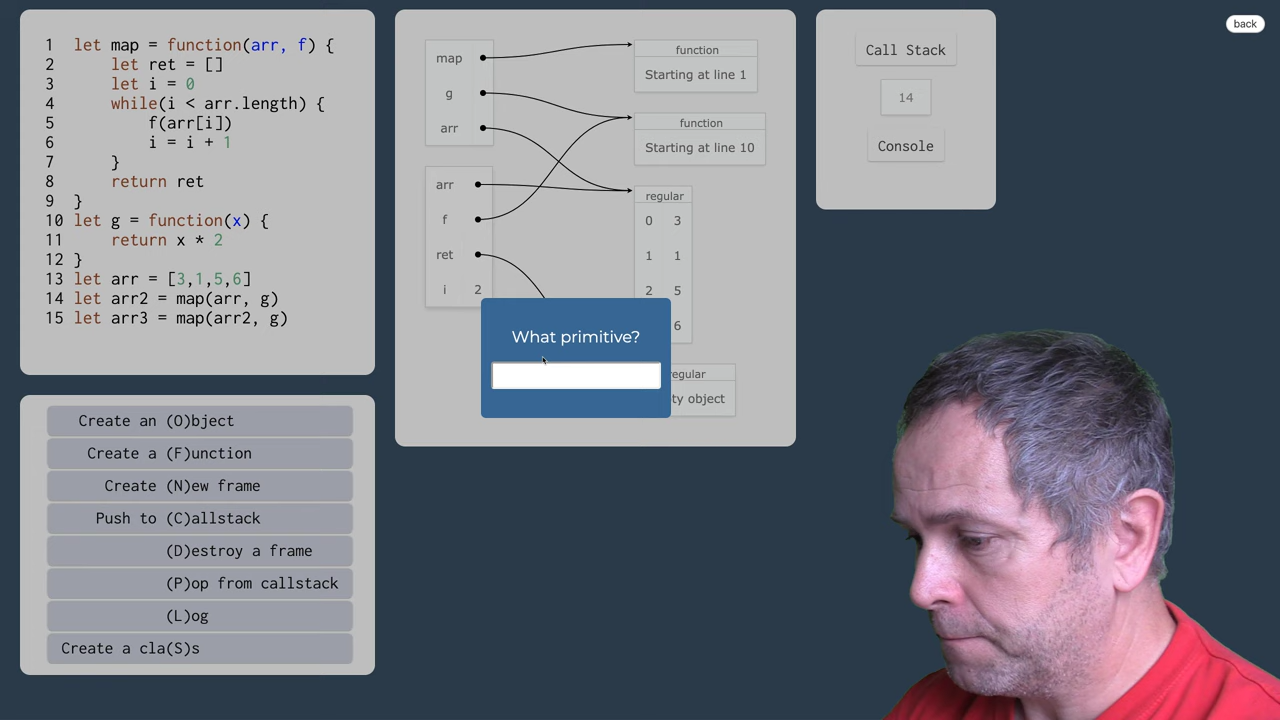 1 let map = function(arr, f) {
2 let ret = []
3 let i = 0
4 while(i < arr.length) {
5 f(arr[i])
6 i = i + 1
7 }
8 return ret
9 }
10 let g = function(x) {
11 return x * 2
12 }
13 let arr = [3,1,5,6]
14 let arr2 = map(arr, g)
15 let arr3 = map(arr2, g)
Create an (O)bject
Create a (F)unction
Create (N)ew frame
Push to (C)allstack
(D)estroy a frame
(P)op from callstack
(L)og
Create a cla(S)s
map
g
arr
arr
f
ret
i 2
function
Starting at line 1
function
Starting at line 10
regular
0 3
1 1
2 5
6
What primitive?
regular
ty object
Call Stack
14
Console
back